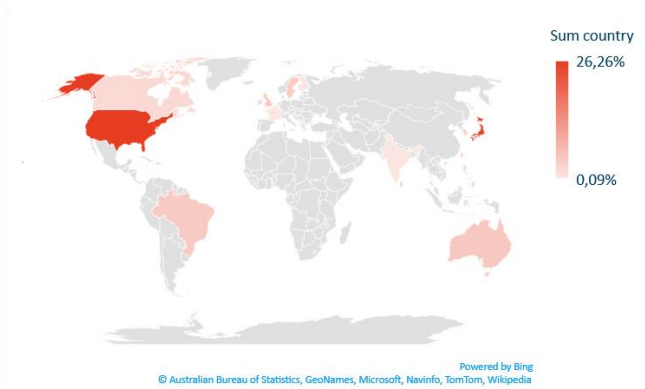 Sum country
26,26%
0,09%
Powered by Bing
© Australian Bureau of Statistics, GeoNames, Microsoft, Navinfo, TomTom, Wikipedia